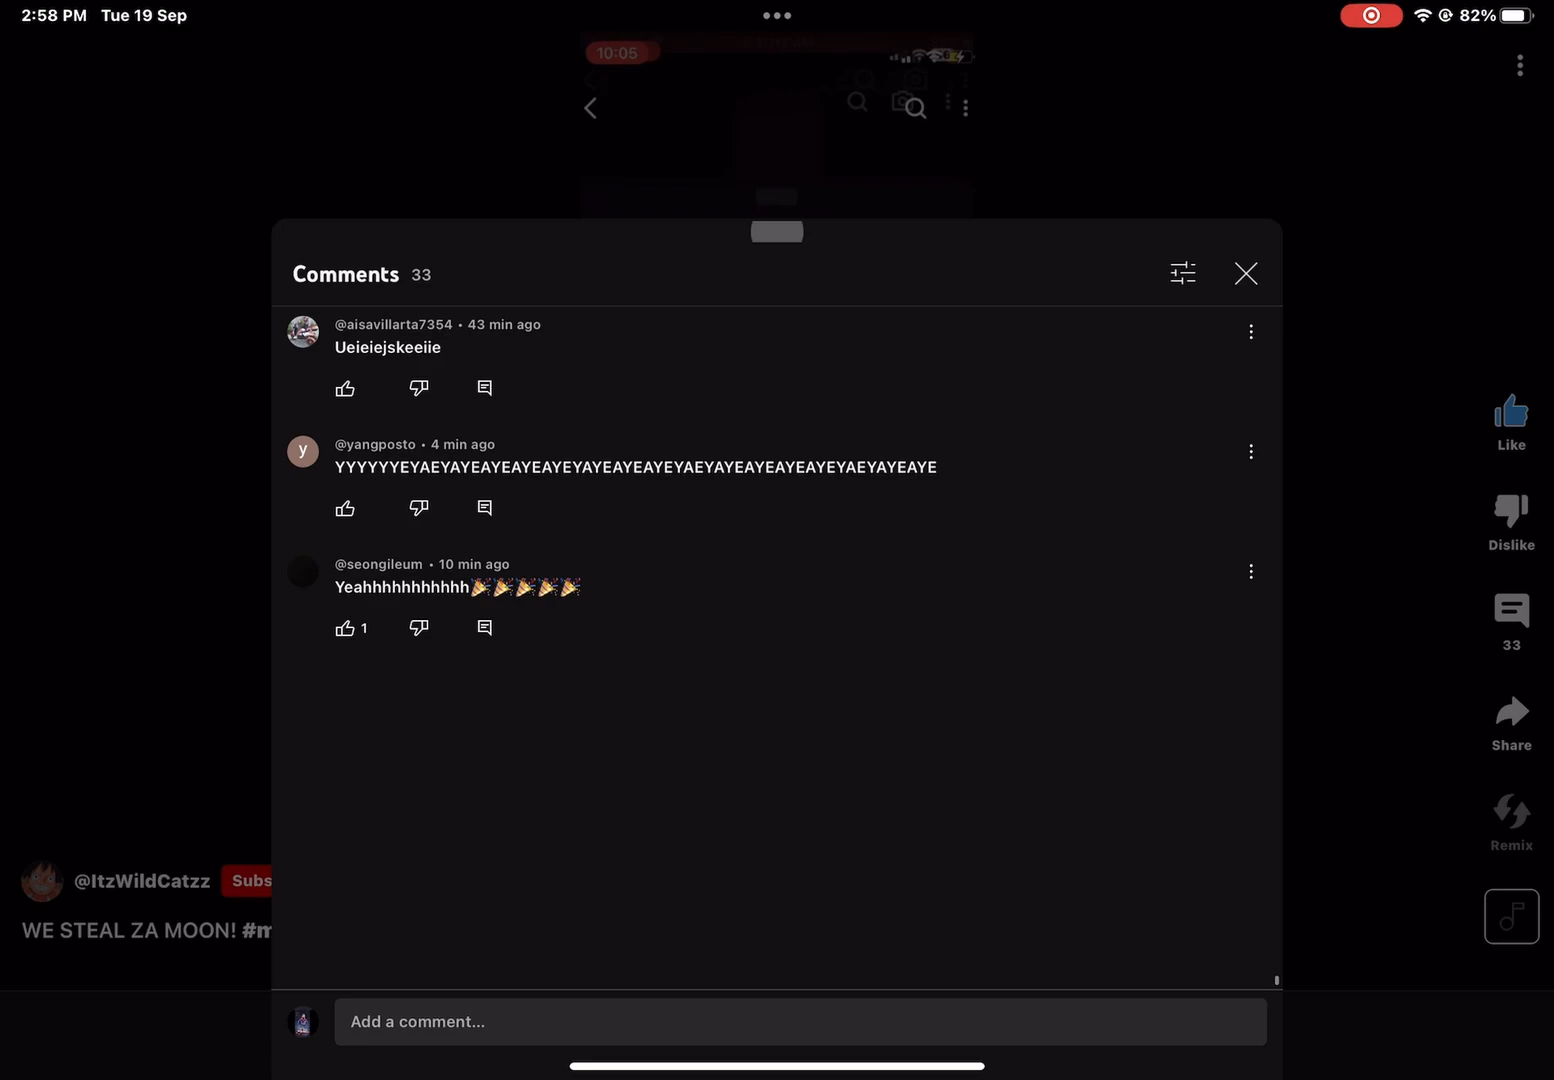 2:58 PM Tue 19 Sep
82%
10:05
Comments 33
@aisavillarta7354 • 43 min ago
Ueieiejskeeiie
y
@yangposto • 4 min ago
YYYYYYEYAEYAYEAYEAYEAYEYAYEAYEAYEYAEYAYEAYEAYEAYEYAEYAYEAYE
@seongileum • 10 min ago
Yeahhhhhhhhhhh🎉🎉🎉🎉🎉
1
Like
Dislike
33
Share
Remix
@ItzWildCatzz Subs
WE STEAL ZA MOON! #m
Add a comment...